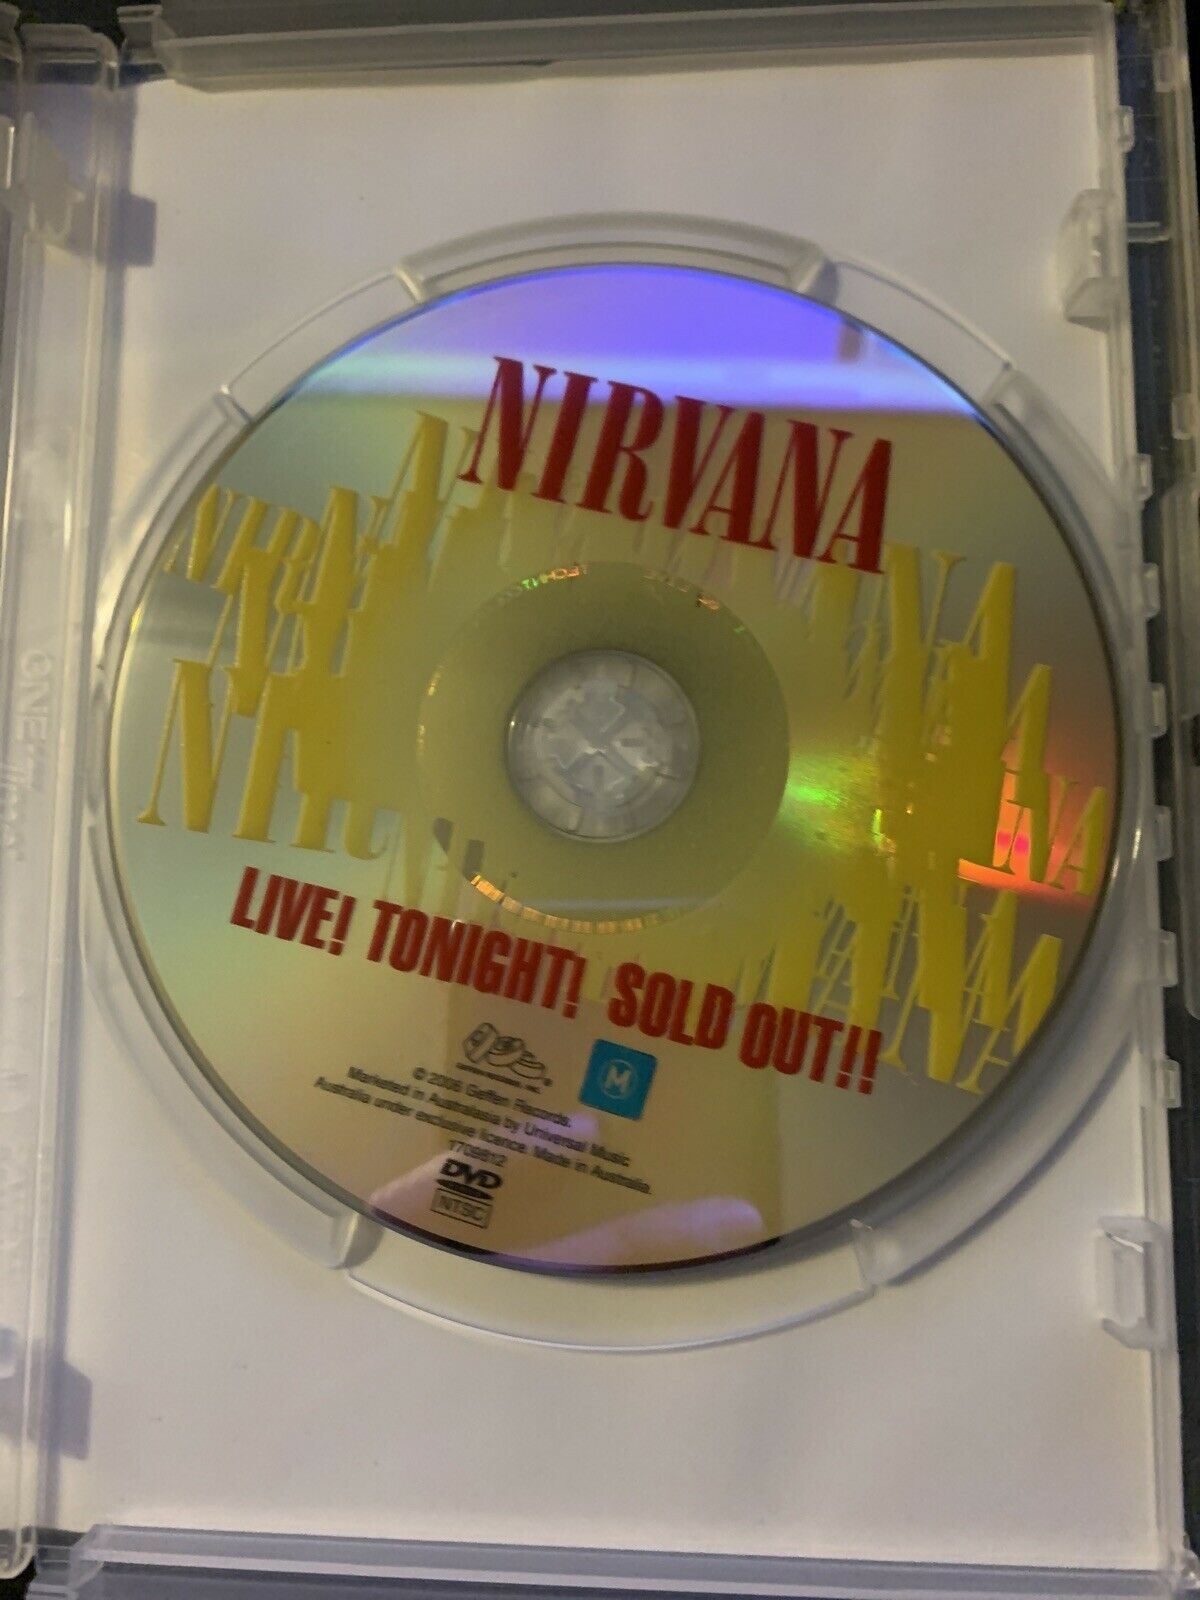 NIRVANA
LIVE! TONIGHT! SOLD OUT!!
M
© 2006 Geffen Records.
Marketed in Australasia by Universal Music
Australia under exclusive licence. Made in Australia.
1709812
DVD
NTSC